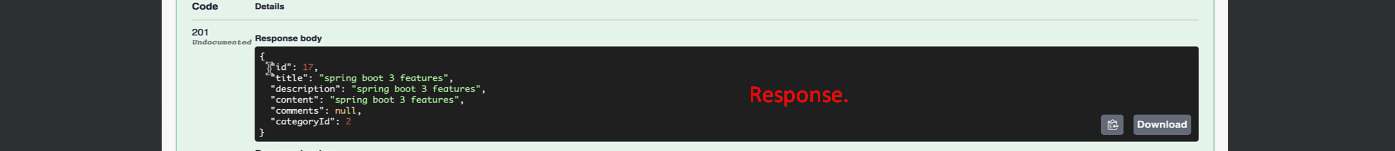 Code Details
201
Undocumented Response body
{
"id": 17,
"title": "spring boot 3 features",
"description": "spring boot 3 features",
"content": "spring boot 3 features",
"comments": null,
"categoryId": 2
}
Response.
Download